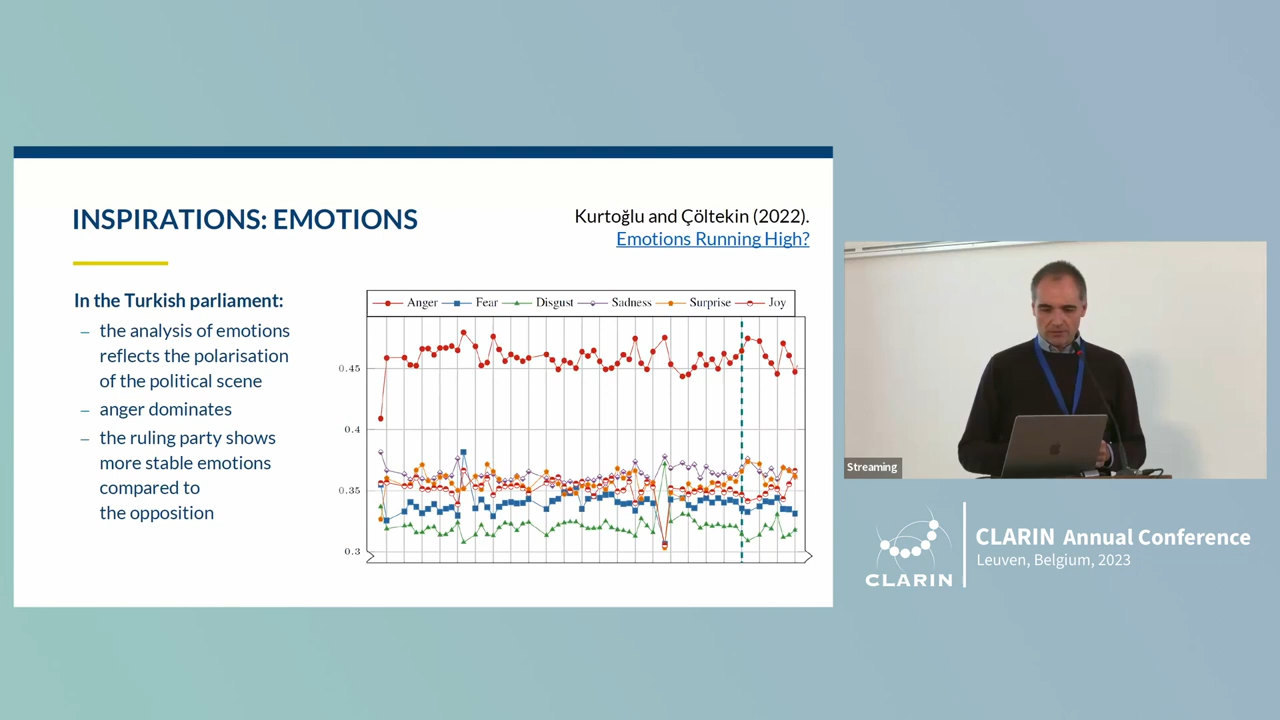 INSPIRATIONS: EMOTIONS
Kurtoğlu and Çöltekin (2022).
Emotions Running High?
In the Turkish parliament:
– the analysis of emotions
reflects the polarisation
of the political scene
– anger dominates
– the ruling party shows
more stable emotions
compared to
the opposition
Anger Fear Disgust Sadness Surprise Joy
0.45
0.4
0.35
0.3
Streaming
CLARIN
CLARIN Annual Conference
Leuven, Belgium, 2023